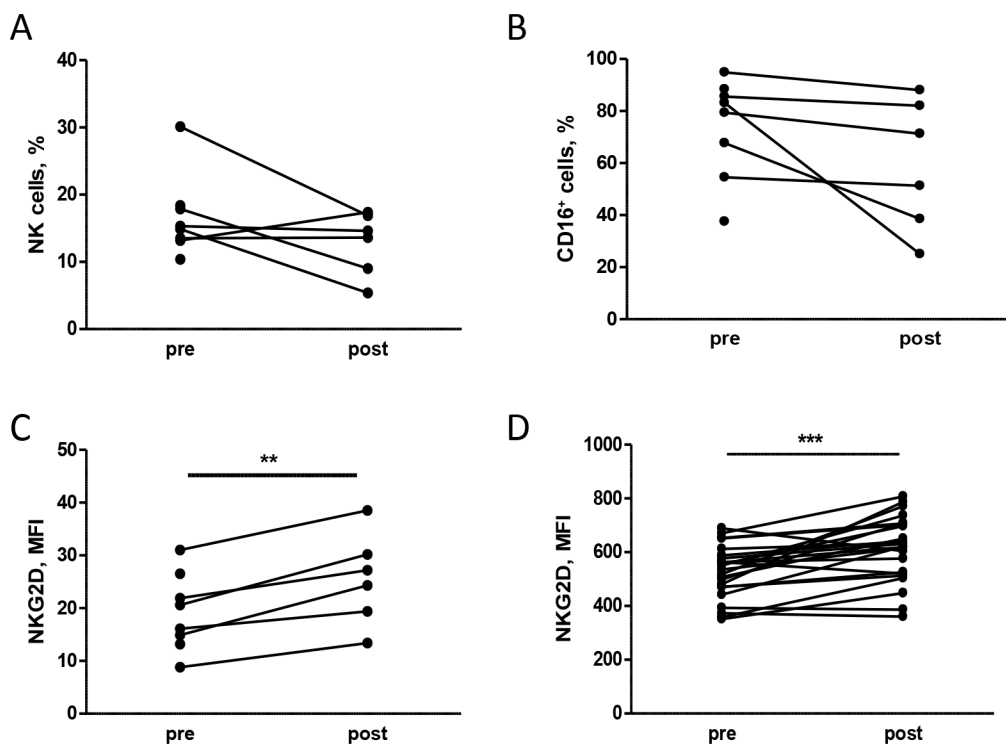 A
NK cells, %
40
30
20
10
0
pre post
B
CD16⁺ cells, %
100
80
60
40
20
0
pre post
C
NKG2D, MFI
50
40
30
20
10
0
**
pre post
D
NKG2D, MFI
1000
800
600
400
200
0
***
pre post